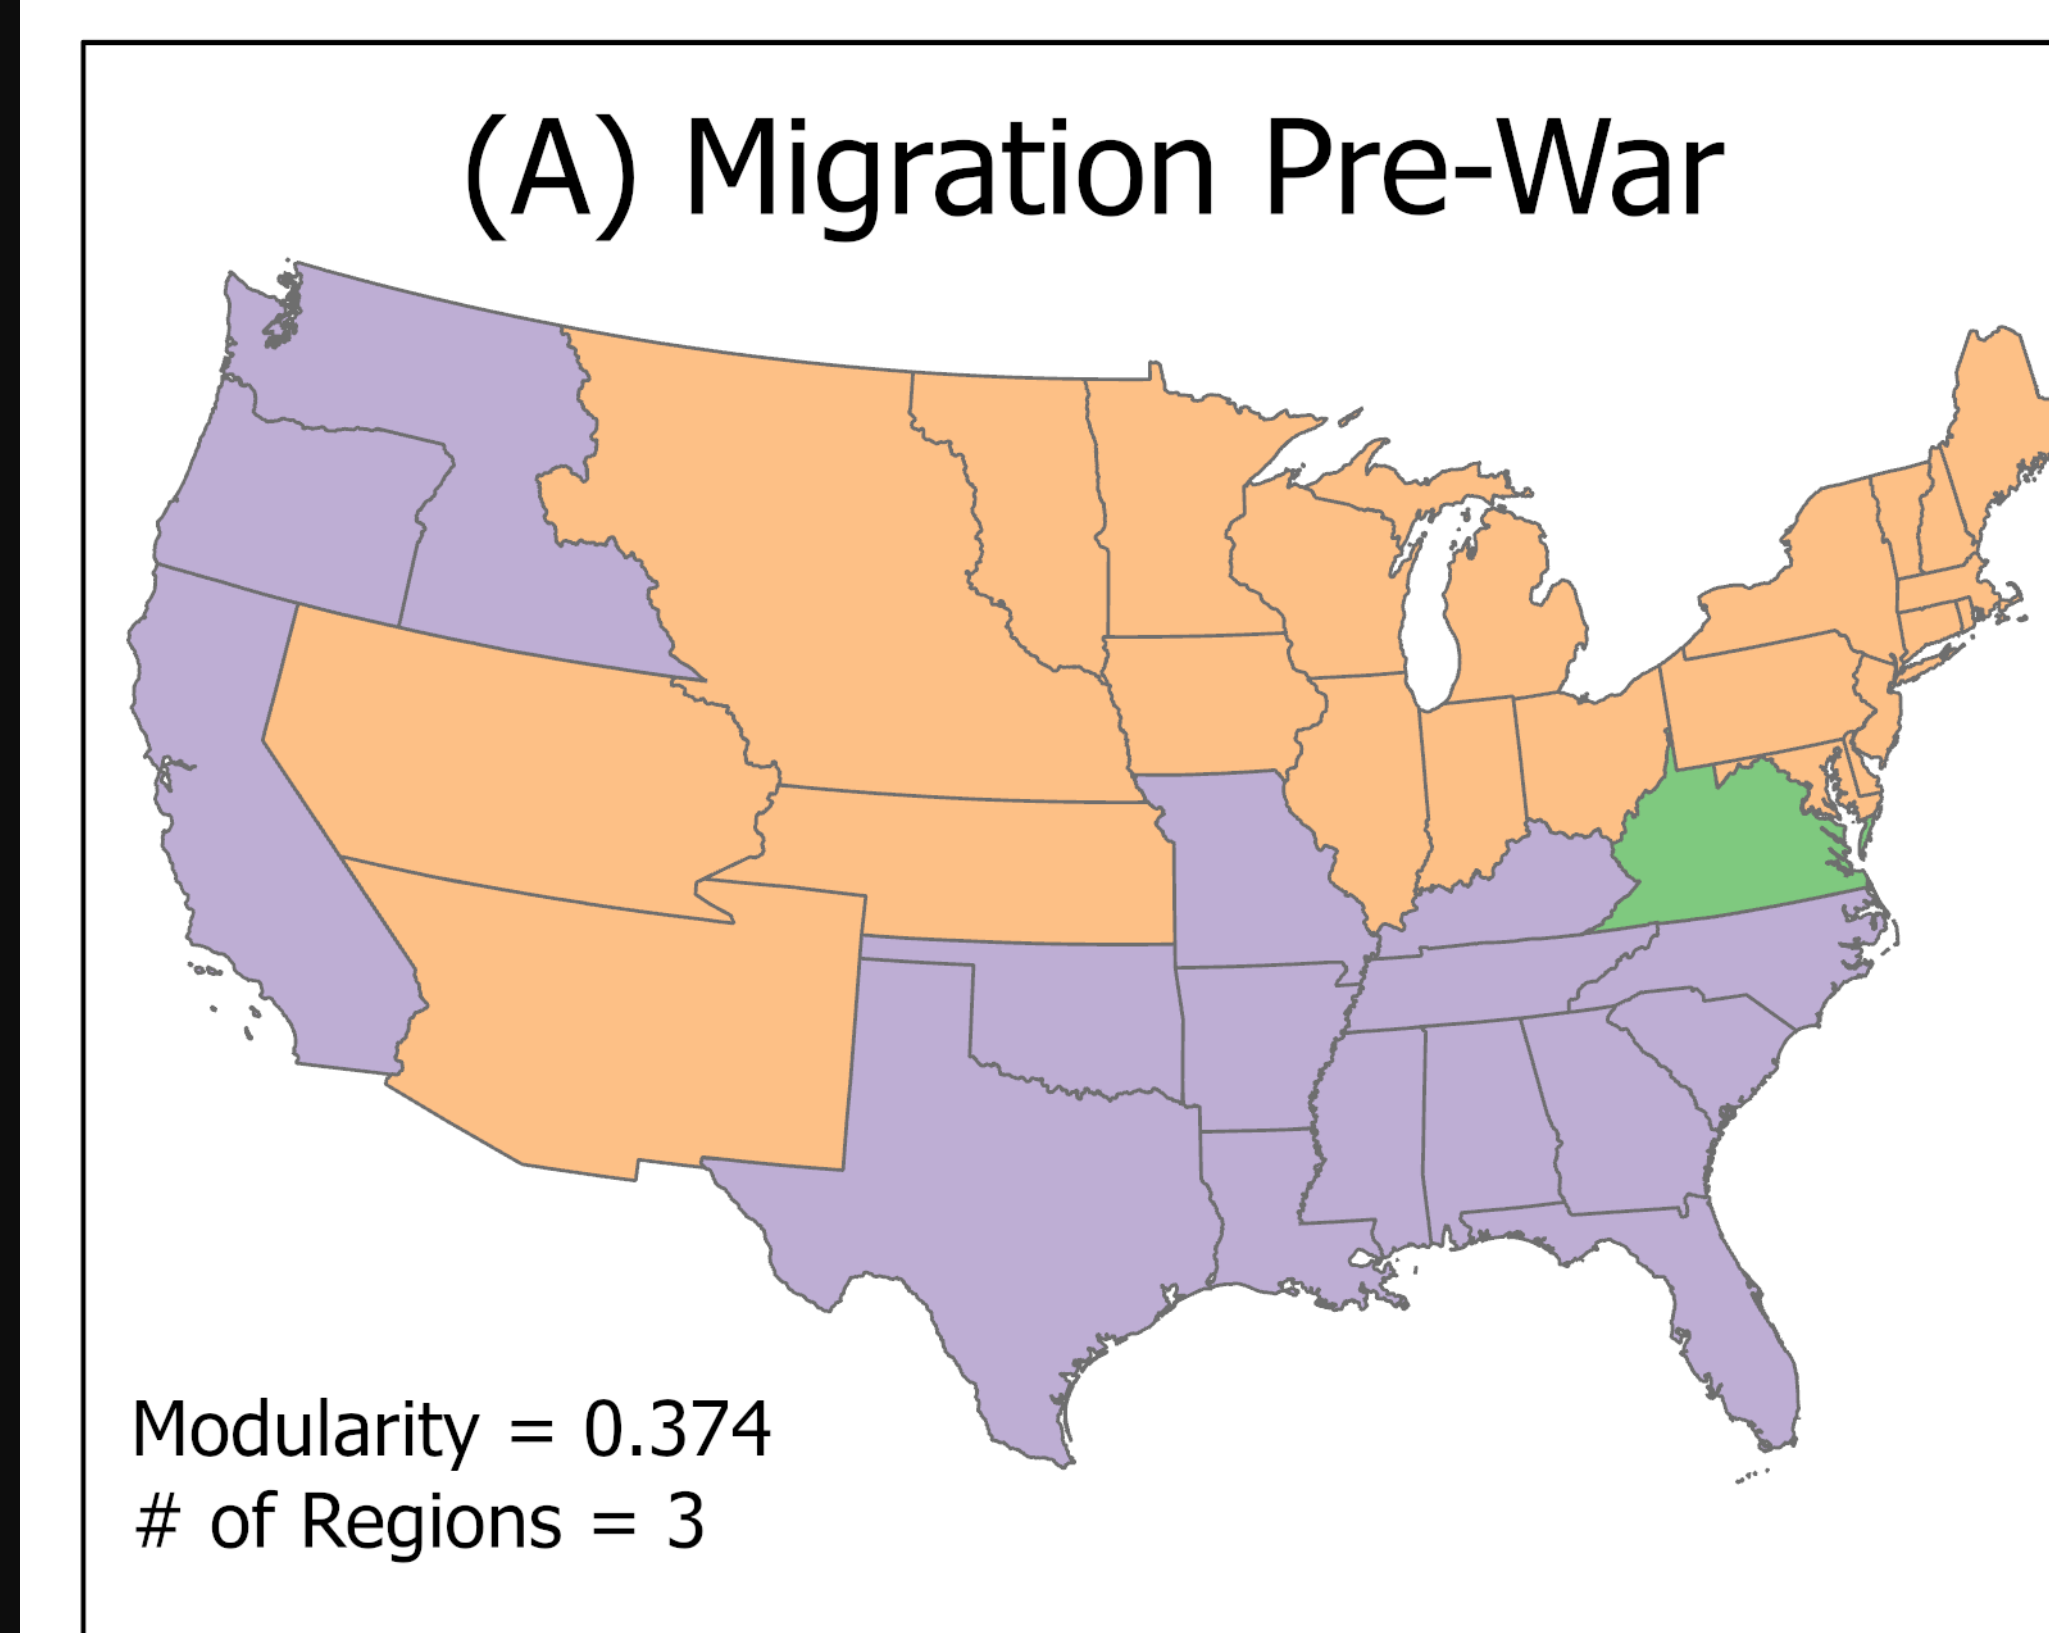 (A) Migration Pre-War
Modularity = 0.374
# of Regions = 3